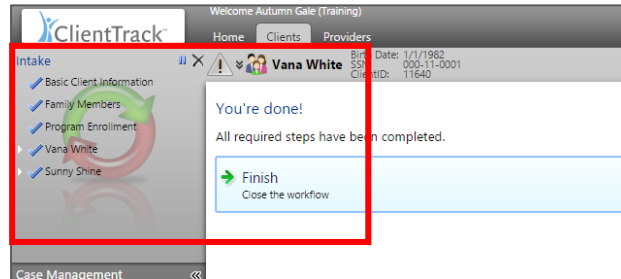 Welcome Autumn Gale (Training)
ClientTrack
Home Clients Providers
Intake
Vana White
Birth Date: 1/1/1982
SSN: 000-11-0001
ClientID: 11640
Basic Client Information
Family Members
Program Enrollment
Vana White
Sunny Shine
You're done!
All required steps have been completed.
Finish
Close the workflow
Case Management